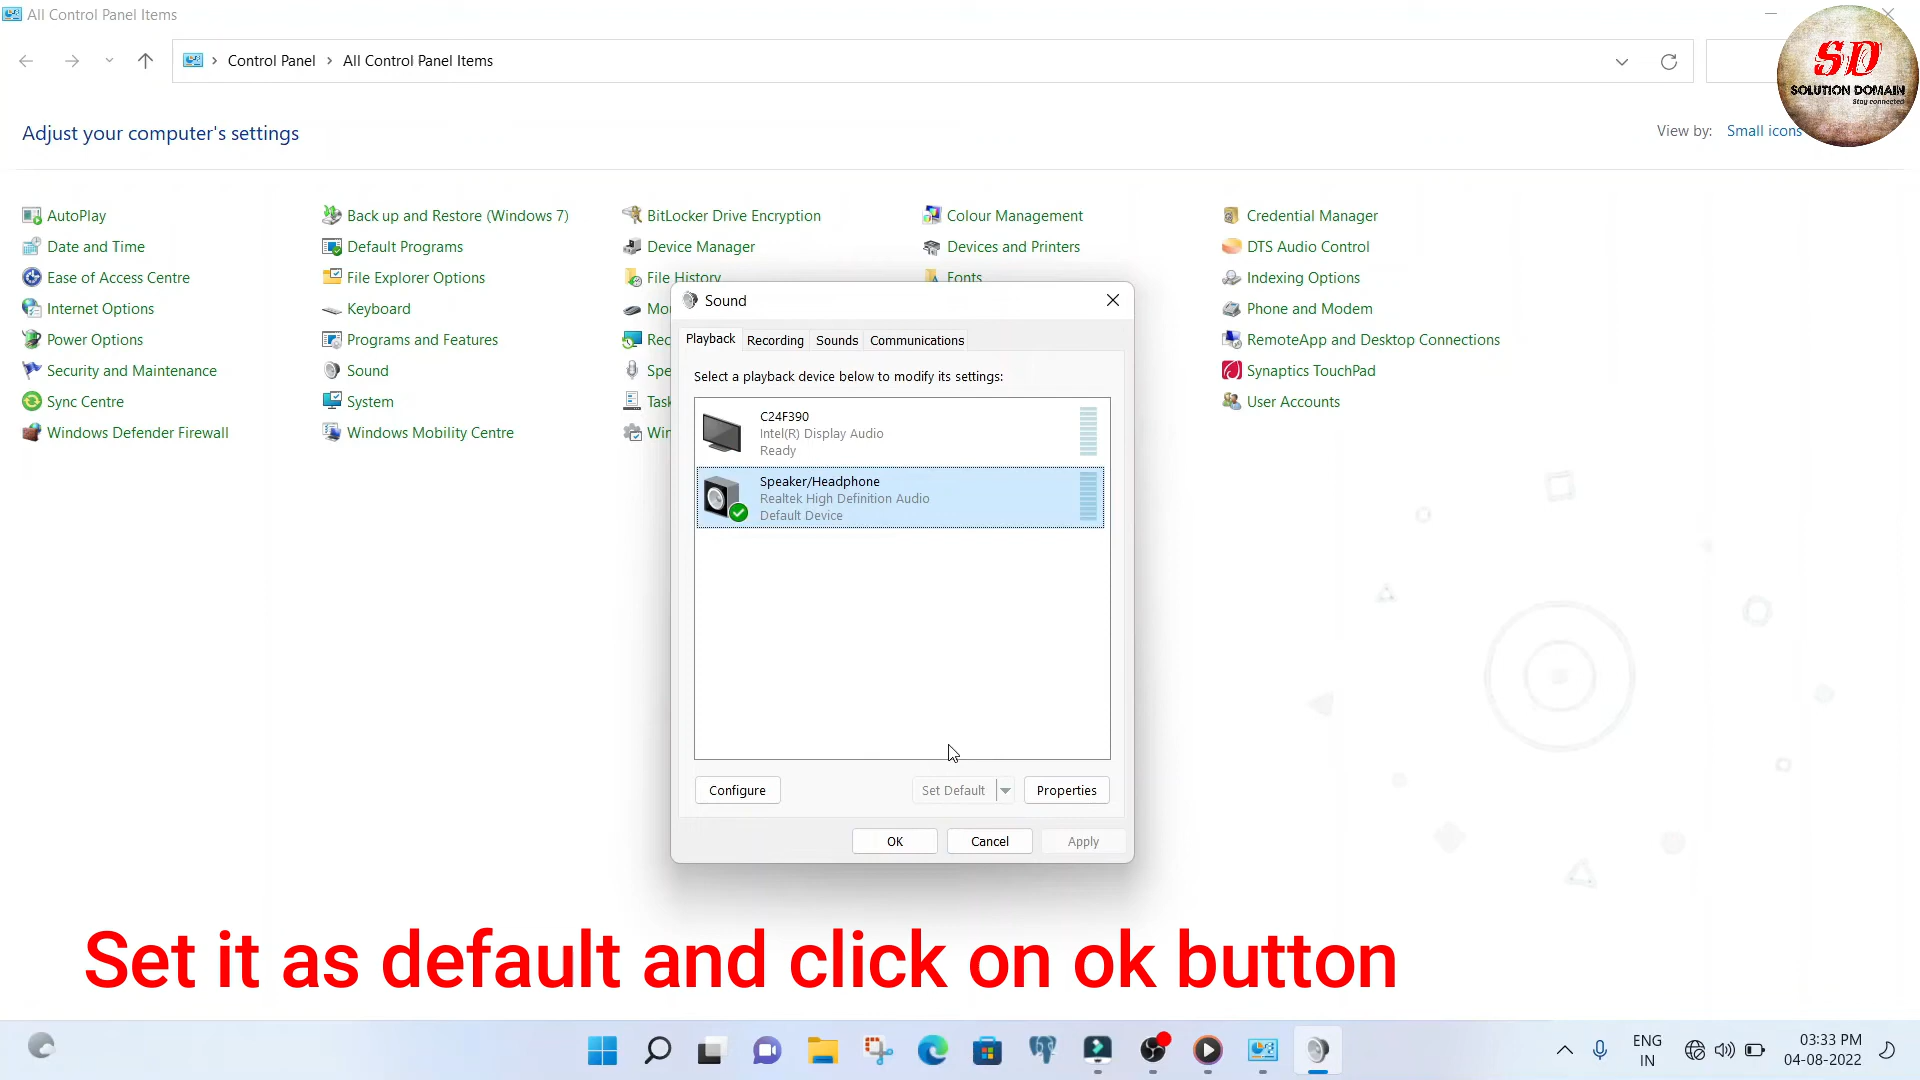 All Control Panel Items
Control Panel > All Control Panel Items
SD
SOLUTION DOMAIN
Stay connected
Adjust your computer's settings
View by: Small icons
AutoPlay
Back up and Restore (Windows 7)
BitLocker Drive Encryption
Colour Management
Credential Manager
Date and Time
Default Programs
Device Manager
Devices and Printers
DTS Audio Control
Ease of Access Centre
File Explorer Options
File History
Fonts
Indexing Options
Internet Options
Keyboard
Mou
Phone and Modem
Power Options
Programs and Features
Rec
RemoteApp and Desktop Connections
Security and Maintenance
Sound
Spe
Synaptics TouchPad
Sync Centre
System
Task
User Accounts
Windows Defender Firewall
Windows Mobility Centre
Win
Sound
Playback Recording Sounds Communications
Select a playback device below to modify its settings:
C24F390
Intel(R) Display Audio
Ready
Speaker/Headphone
Realtek High Definition Audio
Default Device
Configure Set Default Properties
OK Cancel Apply
Set it as default and click on ok button
ENG
IN
03:33 PM
04-08-2022